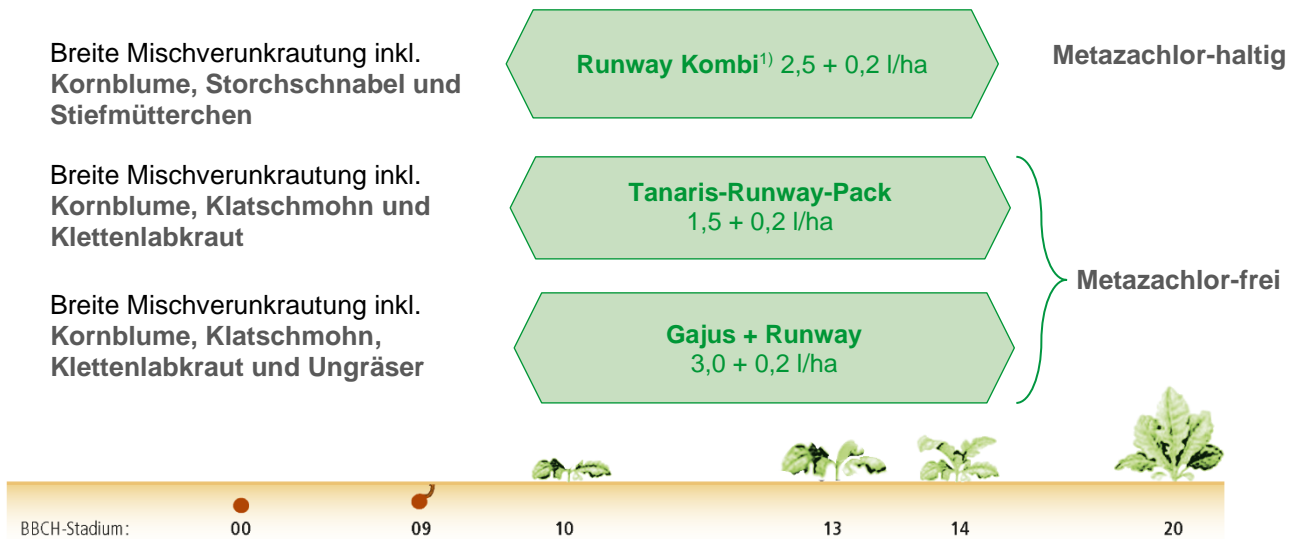 Breite Mischverunkrautung inkl.
Kornblume, Storchschnabel und
Stiefmütterchen
Runway Kombi¹⁾ 2,5 + 0,2 l/ha
Metazachlor-haltig
Breite Mischverunkrautung inkl.
Kornblume, Klatschmohn und
Klettenlabkraut
Tanaris-Runway-Pack
1,5 + 0,2 l/ha
Metazachlor-frei
Breite Mischverunkrautung inkl.
Kornblume, Klatschmohn,
Klettenlabkraut und Ungräser
Gajus + Runway
3,0 + 0,2 l/ha
BBCH-Stadium: 00 09 10 13 14 20